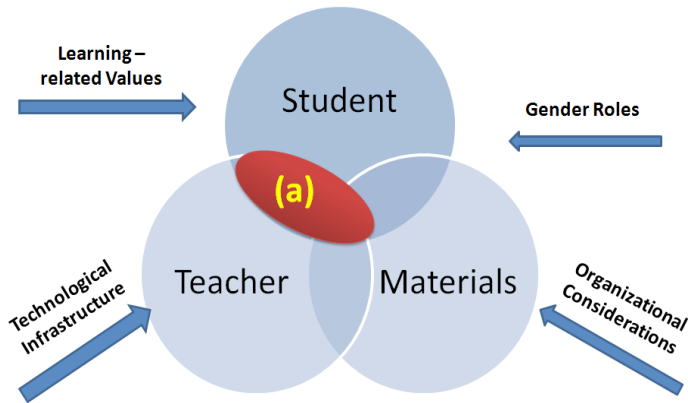 Learning –
related Values
Student
Gender Roles
(a)
Teacher
Materials
Technological
Infrastructure
Organizational
Considerations